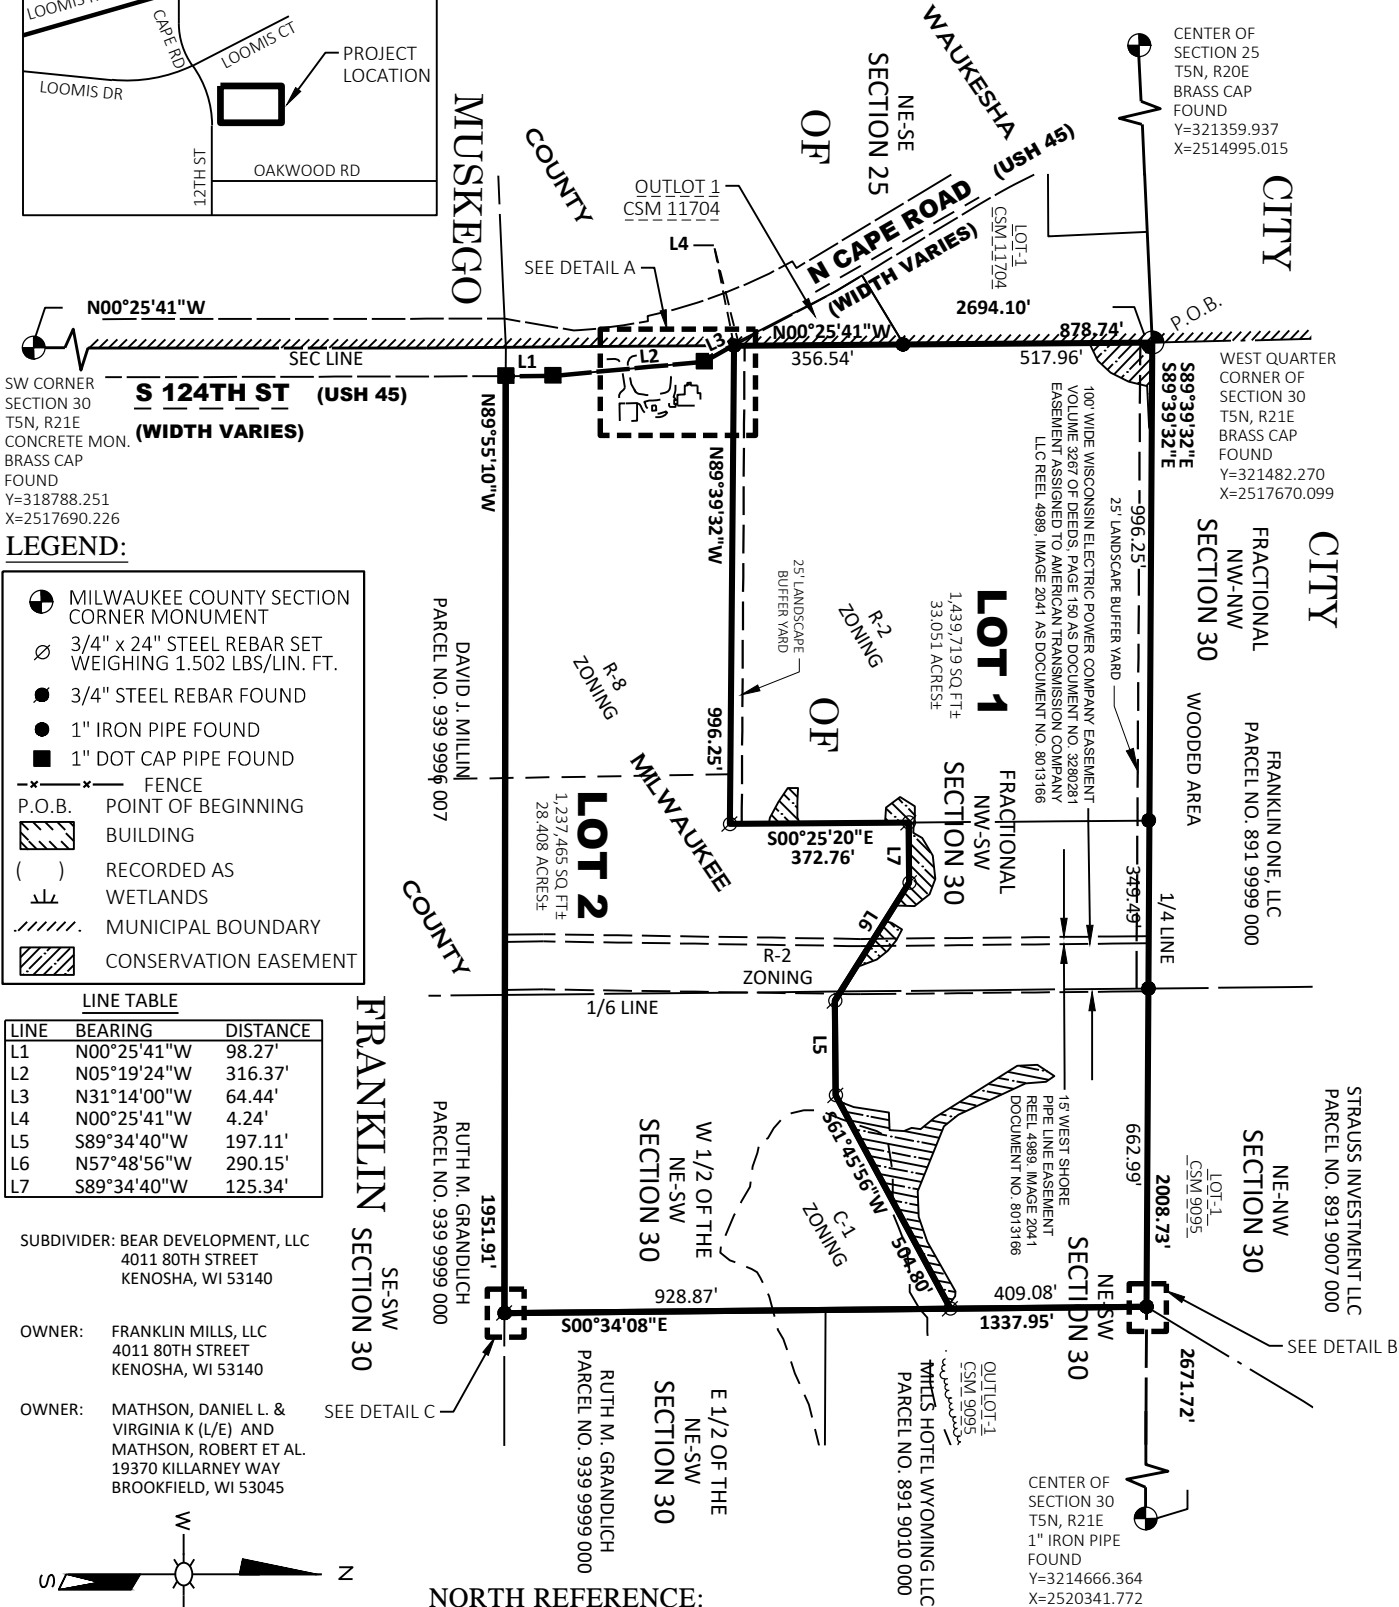 LOOMIS
CAPE RD
LOOMIS CT
LOOMIS DR
PROJECT
LOCATION
12TH ST
OAKWOOD RD
MUSKEGO
COUNTY
WAUKESHA
OF
NE-SE
SECTION 25
CITY
CENTER OF
SECTION 25
T5N, R20E
BRASS CAP
FOUND
Y=321359.937
X=2514995.015
OUTLOT 1
CSM 11704
L4
SEE DETAIL A
N CAPE ROAD (USH 45)
(WIDTH VARIES)
LOT-1
CSM 11704
2694.10'
P.O.B.
N00°25'41"W
SEC LINE
S 124TH ST (USH 45)
(WIDTH VARIES)
L1
L2
L3
N00°25'41"W
356.54'
878.74'
517.96'
SW CORNER
SECTION 30
T5N, R21E
CONCRETE MON.
BRASS CAP
FOUND
Y=318788.251
X=2517690.226
WEST QUARTER
CORNER OF
SECTION 30
T5N, R21E
BRASS CAP
FOUND
Y=321482.270
X=2517670.099
S89°39'32"E
S89°39'32"E
996.25'
N89°55'10"W
N89°39'32"W
996.25'
25' LANDSCAPE
BUFFER YARD
25' LANDSCAPE BUFFER YARD
100' WIDE WISCONSIN ELECTRIC POWER COMPANY EASEMENT
VOLUME 3267 OF DEEDS, PAGE 150 AS DOCUMENT NO. 3280281
EASEMENT ASSIGNED TO AMERICAN TRANSMISSION COMPANY
LLC REEL 4989, IMAGE 2041 AS DOCUMENT NO. 8013166
LEGEND:
MILWAUKEE COUNTY SECTION
CORNER MONUMENT
3/4" x 24" STEEL REBAR SET
WEIGHING 1.502 LBS/LIN. FT.
3/4" STEEL REBAR FOUND
1" IRON PIPE FOUND
1" DOT CAP PIPE FOUND
FENCE
P.O.B. POINT OF BEGINNING
BUILDING
( ) RECORDED AS
WETLANDS
MUNICIPAL BOUNDARY
CONSERVATION EASEMENT
DAVID J. MILLIN
PARCEL NO. 939 9996 007
R-8
ZONING
R-2
ZONING
LOT 1
1,439,719 SQ.FT±
33.051 ACRES±
OF
MILWAUKEE
COUNTY
LOT 2
1,237,465 SQ. FT±
28.408 ACRES±
FRACTIONAL
NW-SW
SECTION 30
FRACTIONAL
NW-NW
SECTION 30
CITY
WOODED AREA
FRANKLIN ONE, LLC
PARCEL NO. 891 9999 000
S00°25'20"E
372.76'
L7
L6
349.49'
1/4 LINE
R-2
ZONING
1/6 LINE
L5
LINE TABLE
LINE BEARING DISTANCE
L1 N00°25'41"W 98.27'
L2 N05°19'24"W 316.37'
L3 N31°14'00"W 64.44'
L4 N00°25'41"W 4.24'
L5 S89°34'40"W 197.11'
L6 N57°48'56"W 290.15'
L7 S89°34'40"W 125.34'
FRANKLIN
SE-SW
SECTION 30
RUTH M. GRANDLICH
PARCEL NO. 939 9999 000
1951.91'
W 1/2 OF THE
NE-SW
SECTION 30
S61°45'56"W
504.80'
C-1
ZONING
15' WEST SHORE
PIPE LINE EASEMENT
REEL 4989, IMAGE 2041
DOCUMENT NO. 8013166
662.99'
2008.73'
LOT-1
CSM 9095
NE-NW
SECTION 30
STRAUSS INVESTMENT LLC
PARCEL NO. 891 9007 000
NE-SW
SECTION 30
928.87'
S00°34'08"E
409.08'
1337.95'
SEE DETAIL B
SEE DETAIL C
2671.72'
SUBDIVIDER: BEAR DEVELOPMENT, LLC
4011 80TH STREET
KENOSHA, WI 53140
OWNER: FRANKLIN MILLS, LLC
4011 80TH STREET
KENOSHA, WI 53140
OWNER: MATHSON, DANIEL L. &
VIRGINIA K (L/E) AND
MATHSON, ROBERT ET AL.
19370 KILLARNEY WAY
BROOKFIELD, WI 53045
RUTH M. GRANDLICH
PARCEL NO. 939 9999 000
E 1/2 OF THE
NE-SW
SECTION 30
OUTLOT-1
CSM 9095
MILLS HOTEL WYOMING LLC
PARCEL NO. 891 9010 000
CENTER OF
SECTION 30
T5N, R21E
1" IRON PIPE
FOUND
Y=3214666.364
X=2520341.772
W
S
N
NORTH REFERENCE: